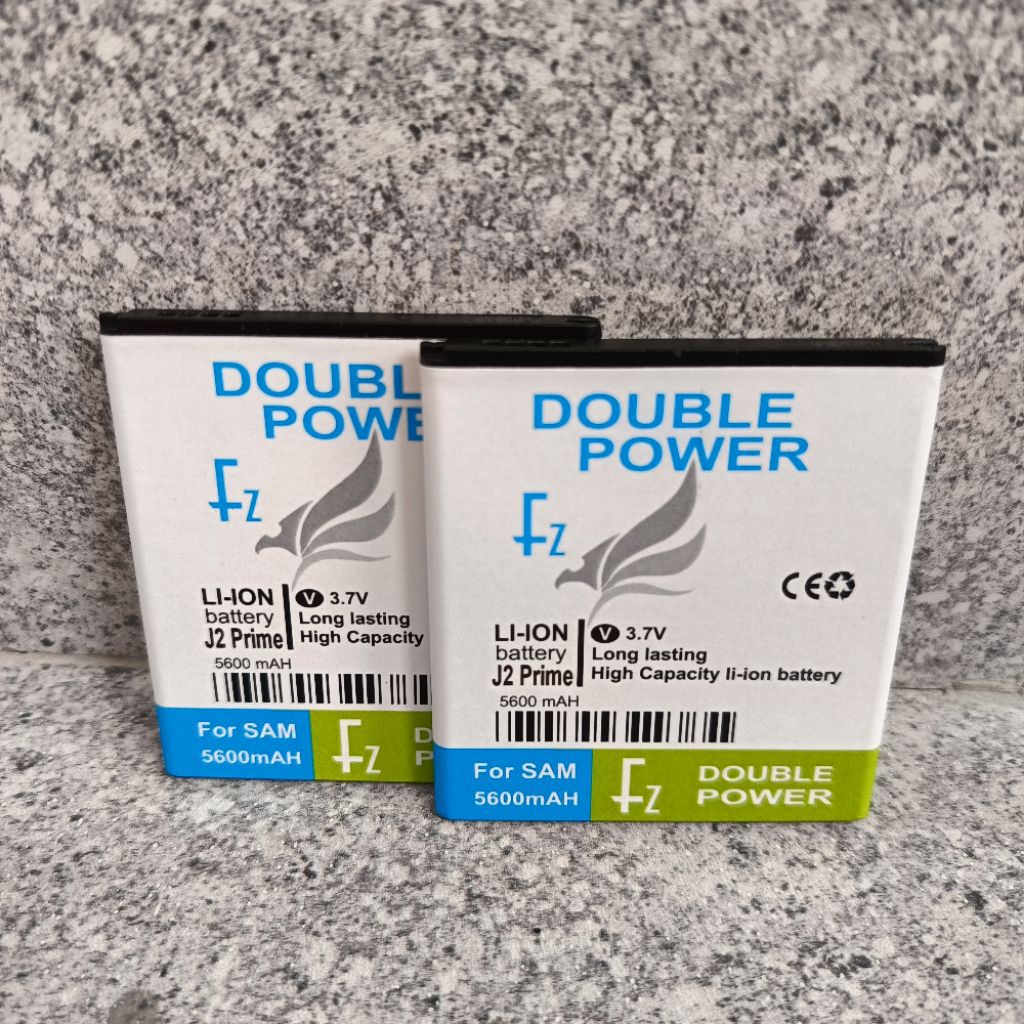 DOUBL
POWE
Fz
LI-ION
battery
J2 Prime
V 3.7V
Long lasting
High Capacity
5600 mAH
For SAM
5600mAH
Fz
D
P
DOUBLE
POWER
Fz
CE
LI-ION
battery
J2 Prime
V 3.7V
Long lasting
High Capacity li-ion battery
5600 mAH
For SAM
5600mAH
Fz
DOUBLE
POWER